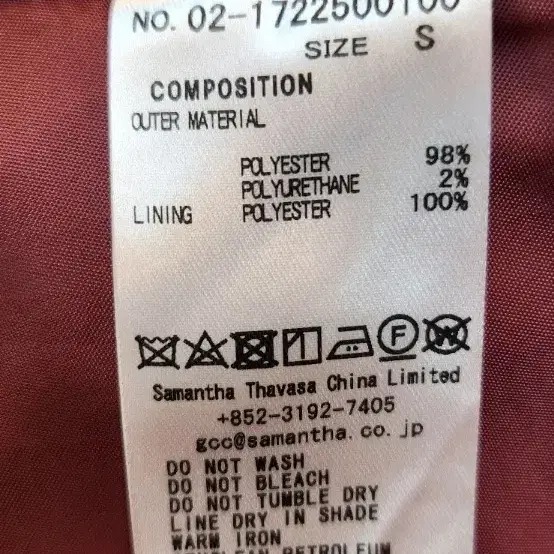 NO. 02-1722500100
SIZE S
COMPOSITION
OUTER MATERIAL
POLYESTER 98%
POLYURETHANE 2%
LINING POLYESTER 100%
Samantha Thavasa China Limited
+852-3192-7405
gcc@samantha.co.jp
DO NOT WASH
DO NOT BLEACH
DO NOT TUMBLE DRY
LINE DRY IN SHADE
WARM IRON
PETROLEUM